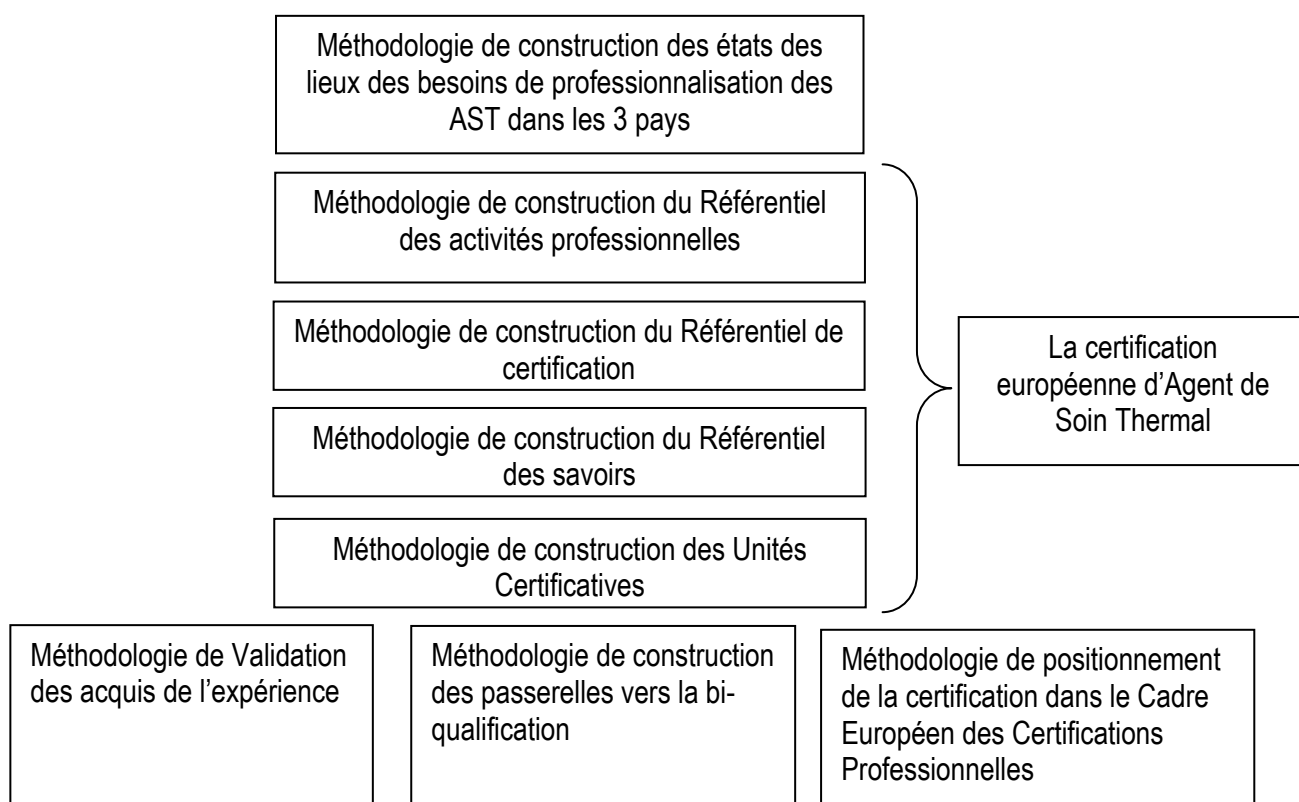 Méthodologie de construction des états des
lieux des besoins de professionnalisation des
AST dans les 3 pays
Méthodologie de construction du Référentiel
des activités professionnelles
Méthodologie de construction du Référentiel de
certification
Méthodologie de construction du Référentiel
des savoirs
Méthodologie de construction des Unités
Certificatives
La certification
européenne d’Agent de
Soin Thermal
Méthodologie de Validation
des acquis de l’expérience
Méthodologie de construction
des passerelles vers la bi-
qualification
Méthodologie de positionnement
de la certification dans le Cadre
Européen des Certifications
Professionnelles